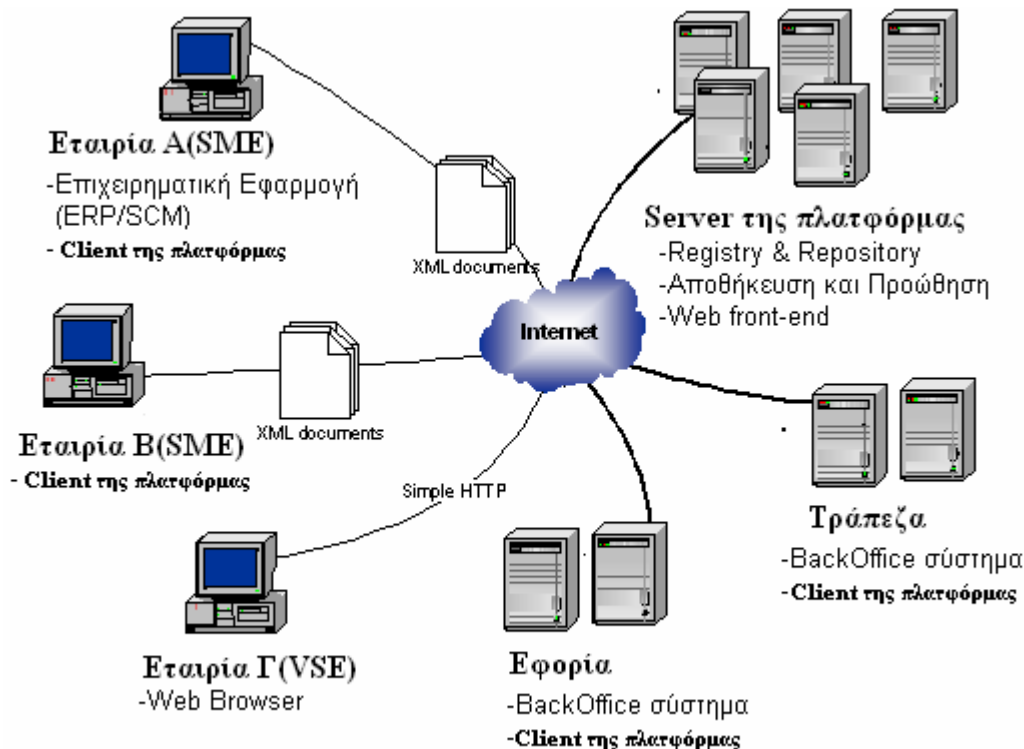 Εταιρία Α(SME)
-Επιχειρηματική Εφαρμογή
(ERP/SCM)
- Client της πλατφόρμας
XML documents
Server της πλατφόρμας
-Registry & Repository
-Αποθήκευση και Προώθηση
-Web front-end
Internet
Εταιρία Β(SME)
- Client της πλατφόρμας
XML documents
Simple HTTP
Τράπεζα
-BackOffice σύστημα
-Client της πλατφόρμας
Εταιρία Γ(VSE)
-Web Browser
Εφορία
-BackOffice σύστημα
-Client της πλατφόρμας